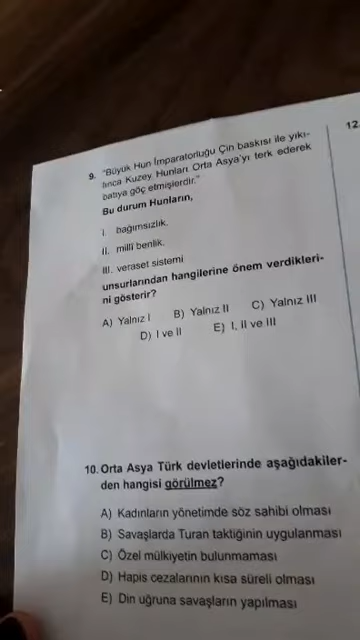 9. "Büyük Hun İmparatorluğu Çin baskısı ile yıkı-
lınca Kuzey Hunları Orta Asya'yı terk ederek
batıya göç etmişlerdir."
Bu durum Hunların,
I. bağımsızlık,
II. milli benlik,
III. veraset sistemi
unsurlarından hangilerine önem verdikleri-
ni gösterir?
A) Yalnız I B) Yalnız II C) Yalnız III
D) I ve II E) I, II ve III
12
10. Orta Asya Türk devletlerinde aşağıdakiler-
den hangisi görülmez?
A) Kadınların yönetimde söz sahibi olması
B) Savaşlarda Turan taktiğinin uygulanması
C) Özel mülkiyetin bulunmaması
D) Hapis cezalarının kısa süreli olması
E) Din uğruna savaşların yapılması